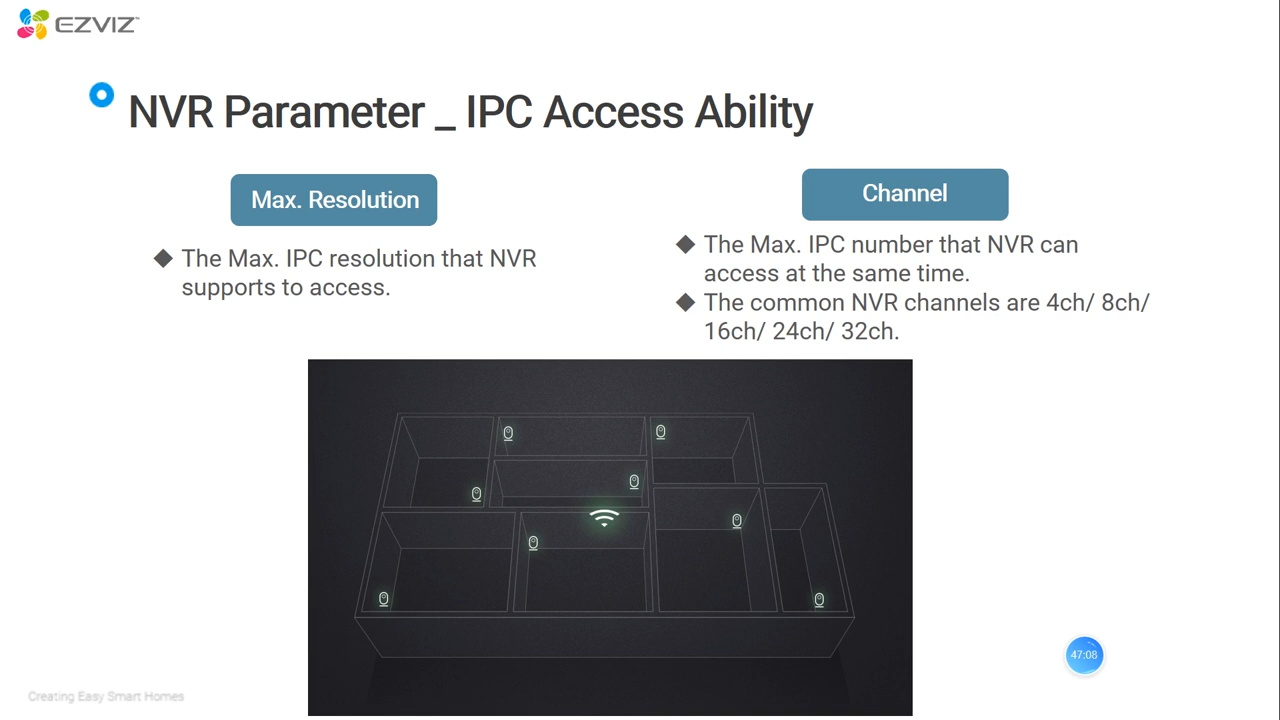 EZVIZ
NVR Parameter _ IPC Access Ability
Max. Resolution
The Max. IPC resolution that NVR
supports to access.
Channel
The Max. IPC number that NVR can
access at the same time.
The common NVR channels are 4ch/ 8ch/
16ch/ 24ch/ 32ch.
47:08
Creating Easy Smart Homes